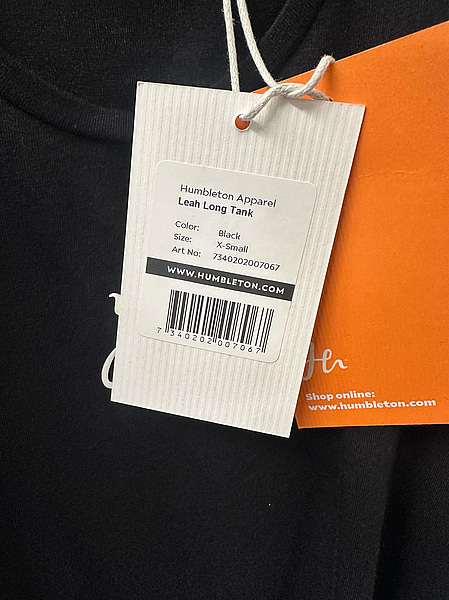 Humbleton Apparel
Leah Long Tank
Color: Black
Size: X-Small
Art No: 7340202007067
WWW.HUMBLETON.COM
7 340202 007067
Shop online:
www.humbleton.com